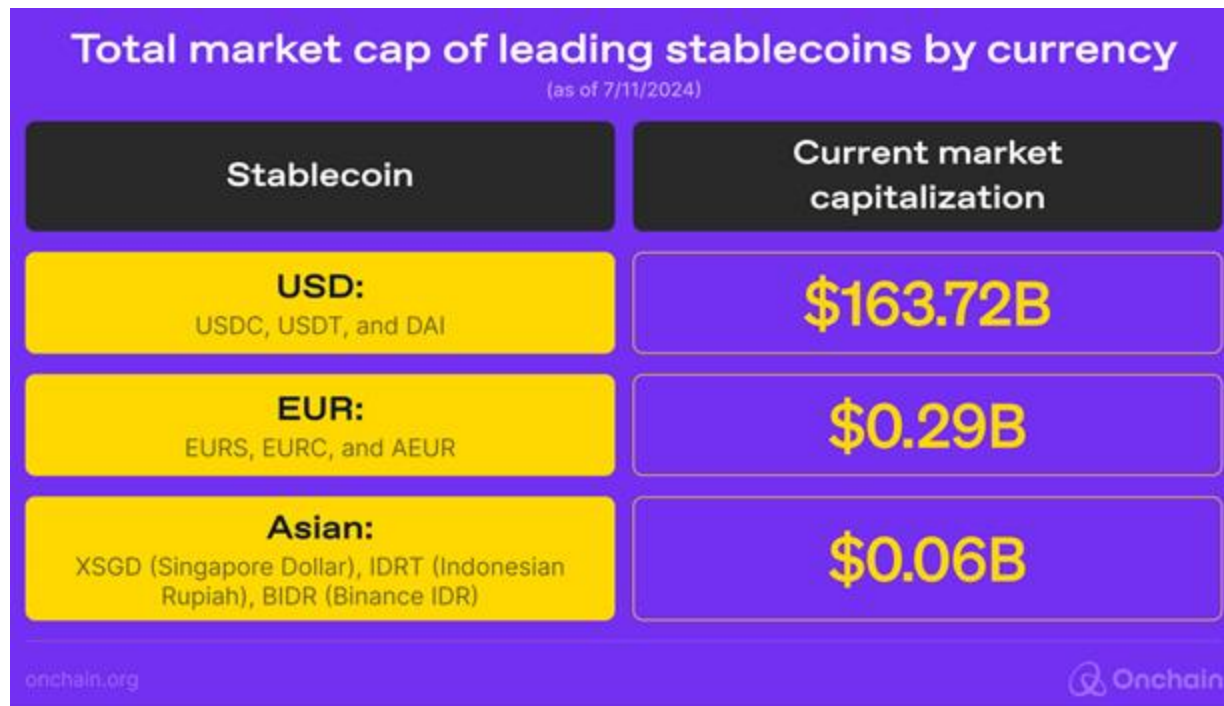 Total market cap of leading stablecoins by currency
(as of 7/11/2024)
Stablecoin
Current market
capitalization
USD:
USDC, USDT, and DAI
$163.72B
EUR:
EURS, EURC, and AEUR
$0.29B
Asian:
XSGD (Singapore Dollar), IDRT (Indonesian
Rupiah), BIDR (Binance IDR)
$0.06B
onchain.org
Onchain